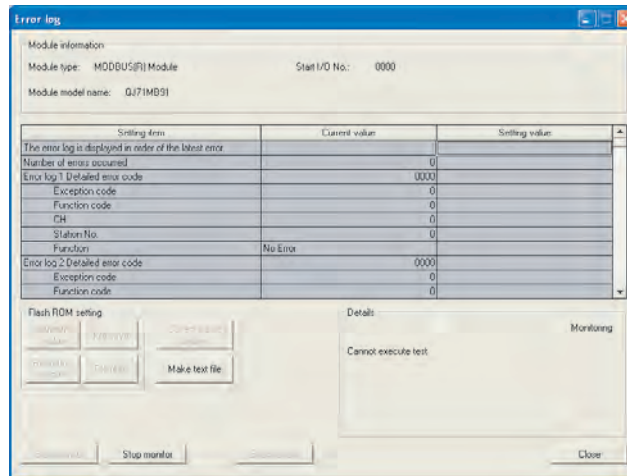 Error log
Module information
Module type: MODBUS(R) Module Start I/O No.: 0000
Module model name: QJ71MB91
Setting item Current value Setting value
The error log is displayed in order of the latest error.
Number of errors occurred 0
Error log 1 Detailed error code 0000
Exception code 0
Function code 0
CH 0
Station No. 0
Function No Error
Error log 2 Detailed error code 0000
Exception code 0
Function code 0
Flash ROM setting Details
Monitoring
Cannot execute test
Make text file
Stop monitor Close